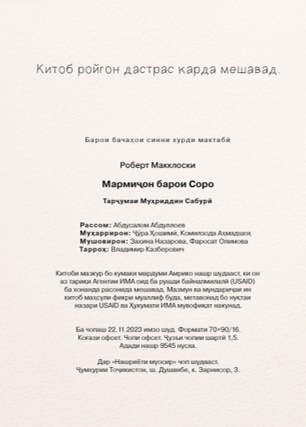 Китоб ройгон дастрас карда мешавад.
Барои бачаҳои синни хурди мактабӣ
Роберт Макклоски
Мармиҷон барои Соро
Тарҷумаи Муҳриддин Сабурӣ
Рассом: Абдусалом Абдуллоев
Муҳаррирон: Ҷӯра Ҳошимӣ, Комилзода Аҳмадшоҳ
Мушовирон: Заҳина Назарова, Фаросат Олимова
Тарроҳ: Владимир Казберович
Китоби мазкур бо кумаки мардуми Амрико нашр шудааст, ки он
аз тариқи Агентии ИМА оид ба рушди байналмилалӣ (USAID)
ба хонанда расонида мешавад. Мазмун ва мундариҷаи ин
китоб маҳсули фикри муаллиф буда, метавонад бо нуқтаи
назари USAID ва Ҳукумати ИМА мувофиқат накунад.
Ба чопаш 22.11.2023 имзо шуд. Формати 70×90/16.
Коғази офсет. Чопи офсет. Ҷузъи чопии шартӣ 1,5.
Адади нашр 9545 нусха.
Дар «Нашриёти муосир» чоп шудааст.
Ҷумҳурии Тоҷикистон, ш. Душанбе, к. Зарнисор, 3.